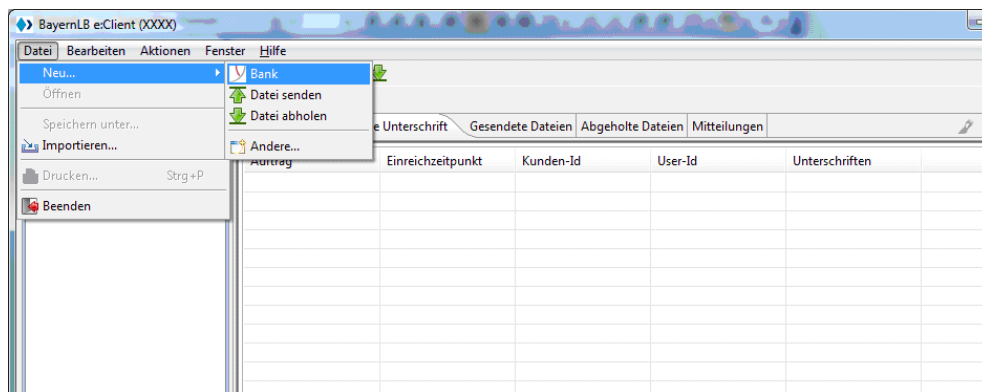 BayernLB e:Client (XXXX)
Datei Bearbeiten Aktionen Fenster Hilfe
Neu...
Bank
Öffnen
Datei senden
Datei abholen
Speichern unter...
Importieren...
Andere...
Drucken... Strg+P
Beenden
e Unterschrift Gesendete Dateien Abgeholte Dateien Mitteilungen
Auftrag Einreichzeitpunkt Kunden-Id User-Id Unterschriften